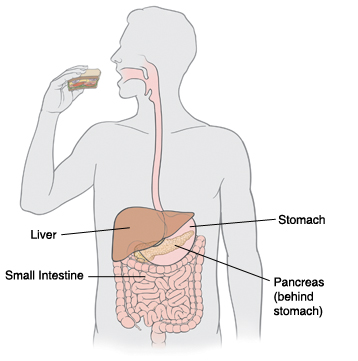 Stomach
Liver
Small Intestine
Pancreas
(behind
stomach)